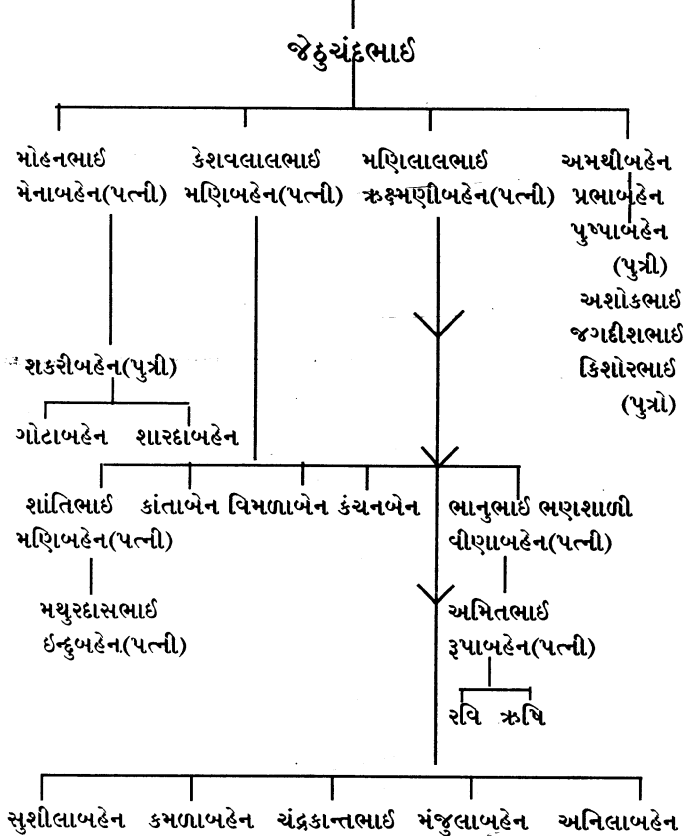 જેઠુચંદભાઈ
મોહનભાઈ કેશવલાલભાઈ મણિલાલભાઈ અમથીબહેન
મેનાબહેન(પત્ની) મણિબહેન(પત્ની) ઋક્ષ્મણીબહેન(પત્ની) પ્રભાબહેન
પુષ્પાબહેન
(પુત્રી)
અશોકભાઈ
જગદીશભાઈ
શકરીબહેન(પુત્રી) કિશોરભાઈ
(પુત્રો)
ગોટાબહેન શારદાબહેન
શાંતિભાઈ કાંતાબેન વિમળાબેન કંચનબેન ભાનુભાઈ ભણશાળી
મણિબહેન(પત્ની) વીણાબહેન(પત્ની)
મથુરદાસભાઈ અમિતભાઈ
ઇન્દુબહેન(પત્ની) રૂપાબહેન(પત્ની)
રવિ ઋષિ
સુશીલાબહેન કમળાબહેન ચંદ્રકાન્તભાઈ મંજુલાબહેન અનિલાબહેન